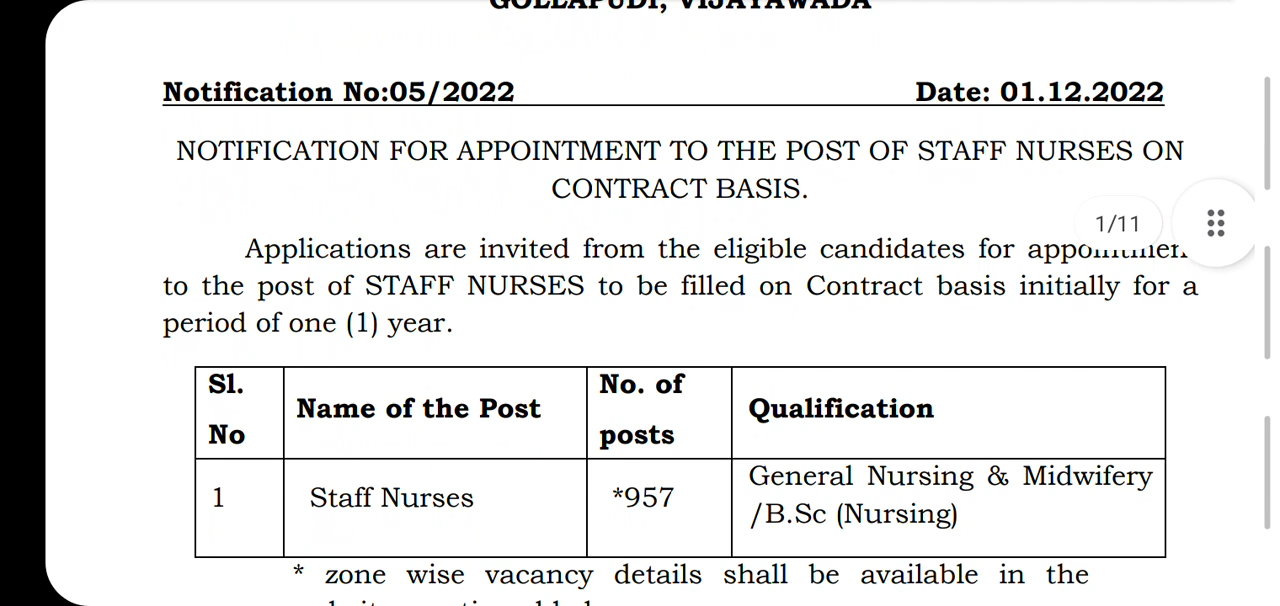 GOLLAPUDI, VIJAYAWADA
Notification No:05/2022 Date: 01.12.2022
NOTIFICATION FOR APPOINTMENT TO THE POST OF STAFF NURSES ON
CONTRACT BASIS.
1/11
Applications are invited from the eligible candidates for
to the post of STAFF NURSES to be filled on Contract basis initially for a
period of one (1) year.
Sl.
No
Name of the Post
No. of
posts
Qualification
1
Staff Nurses
*957
General Nursing & Midwifery
/B.Sc (Nursing)
* zone wise vacancy details shall be available in the